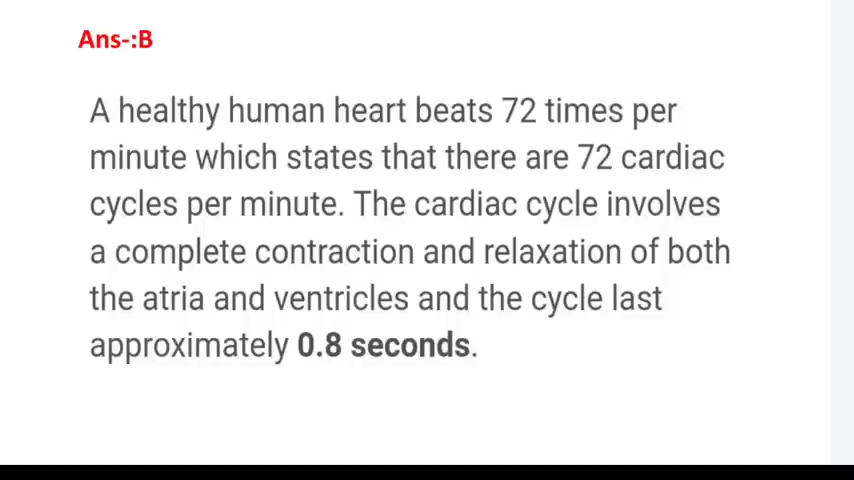 Ans-:B
A healthy human heart beats 72 times per
minute which states that there are 72 cardiac
cycles per minute. The cardiac cycle involves
a complete contraction and relaxation of both
the atria and ventricles and the cycle last
approximately 0.8 seconds.